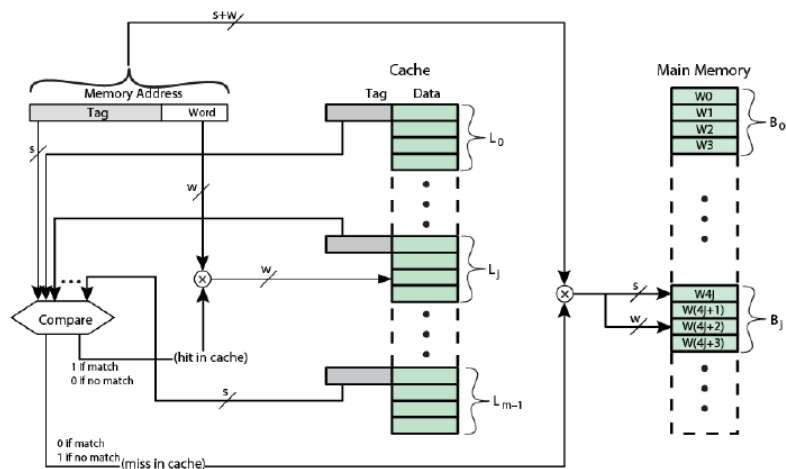 s+w
Cache
Main Memory
Memory Address
Tag Word
Tag Data
W0
W1
W2
W3
B0
L0
s
w
w
Lj
s
w
W4j
W(4j+1)
W(4j+2)
W(4j+3)
Bj
Compare
(hit in cache)
1 if match
0 if no match
s
Lm–1
0 if match
1 if no match
(miss in cache)